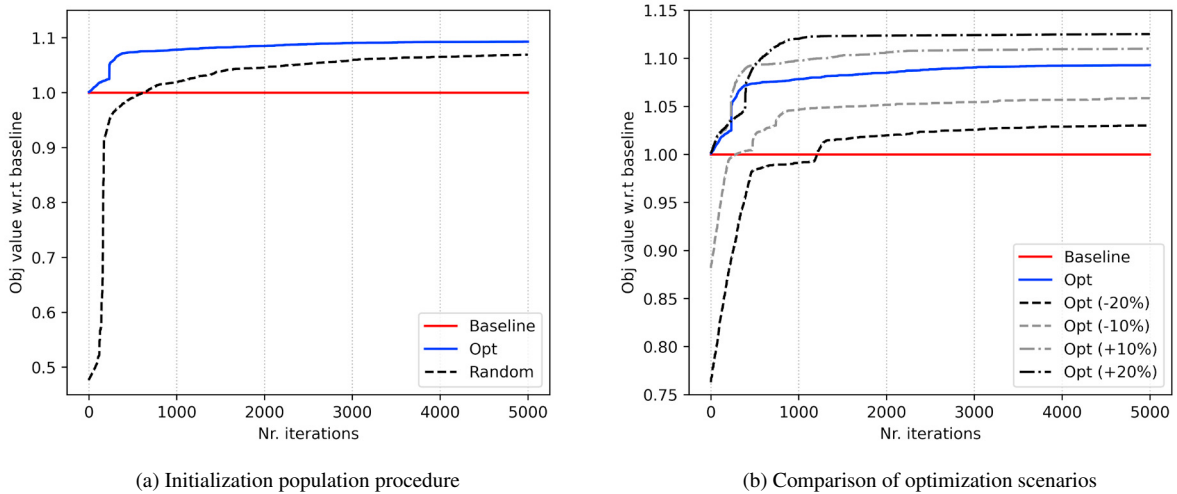 1.1
1.0
0.9
0.8
0.7
0.6
0.5
Obj value w.r.t baseline
0 1000 2000 3000 4000 5000
Nr. iterations
Baseline
Opt
Random
(a) Initialization population procedure
1.15
1.10
1.05
1.00
0.95
0.90
0.85
0.80
0.75
Obj value w.r.t baseline
0 1000 2000 3000 4000 5000
Nr. iterations
Baseline
Opt
Opt (-20%)
Opt (-10%)
Opt (+10%)
Opt (+20%)
(b) Comparison of optimization scenarios